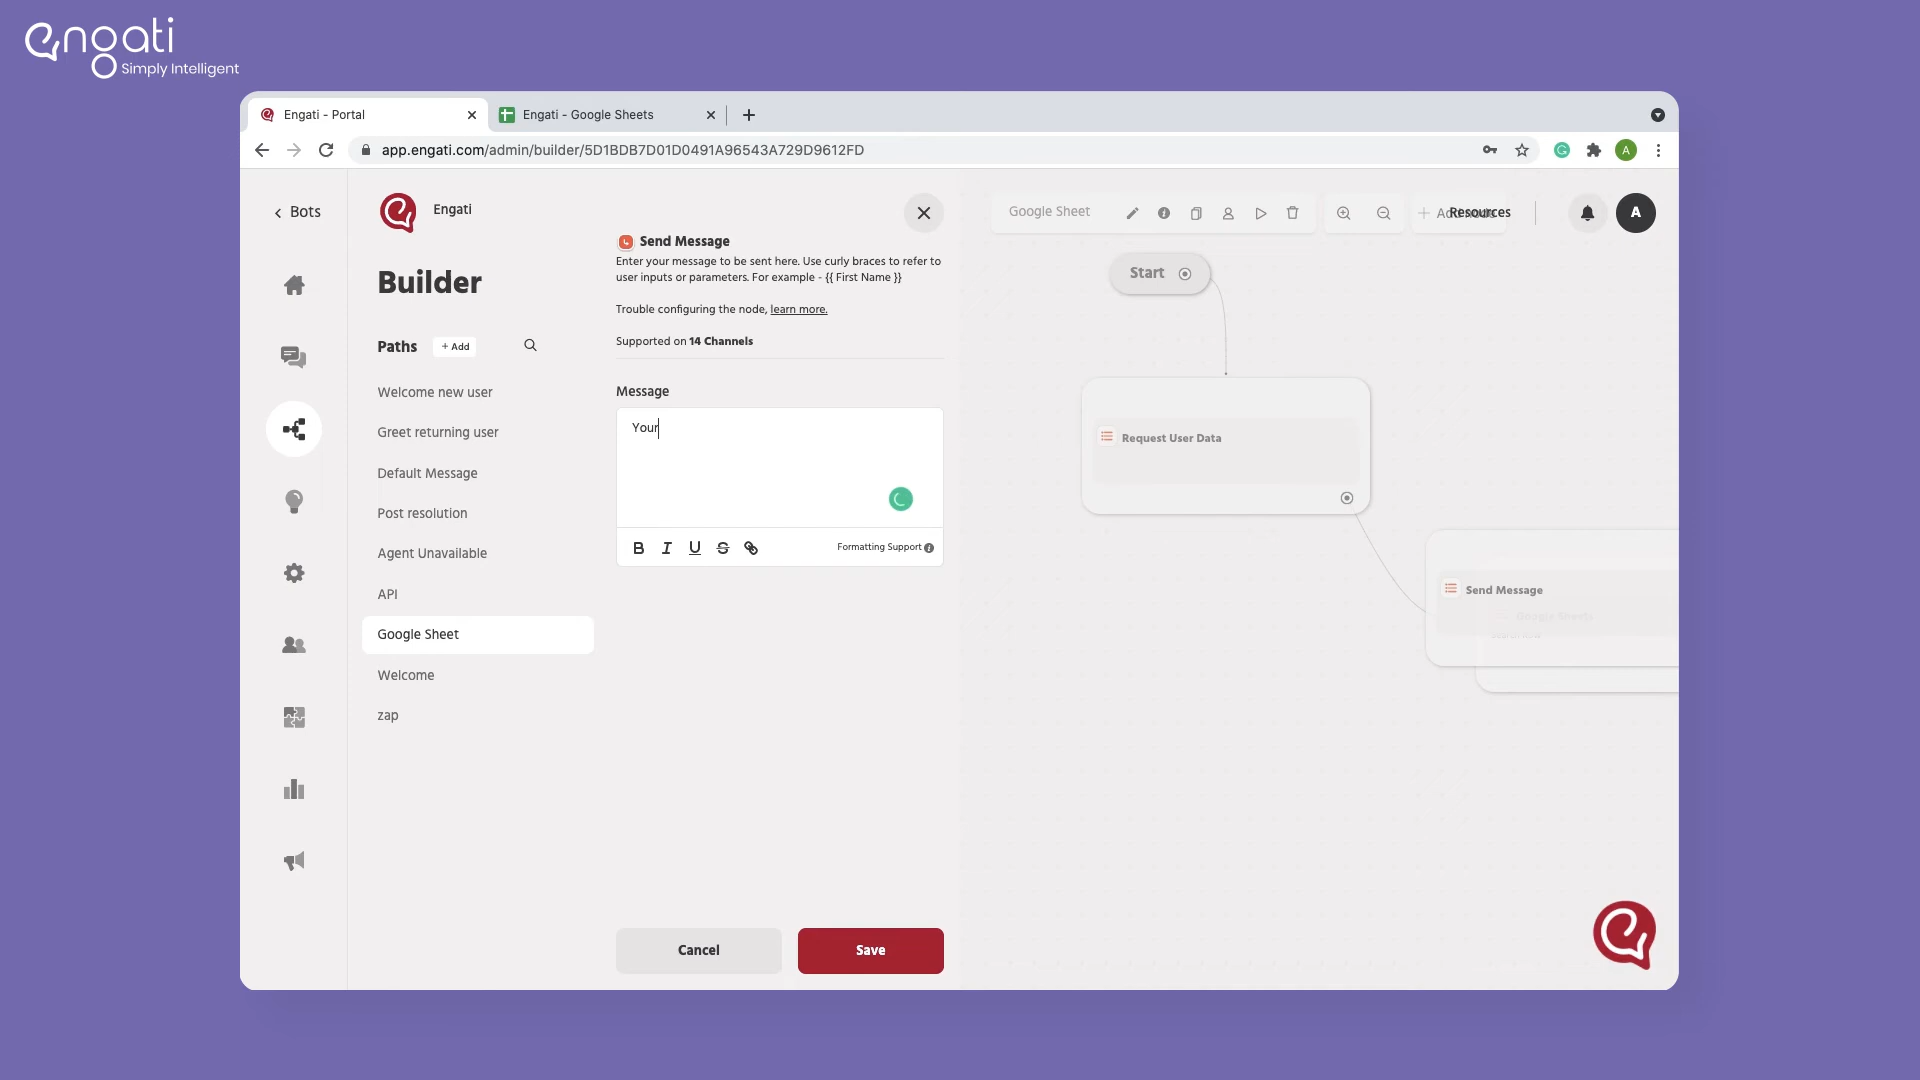 engati
Simply Intelligent
Engati - Portal
Engati - Google Sheets
app.engati.com/admin/builder/5D1BDB7D01D0491A96543A729D9612FD
Bots
Engati
Builder
Paths
+ Add
Welcome new user
Greet returning user
Default Message
Post resolution
Agent Unavailable
API
Google Sheet
Welcome
zap
Send Message
Enter your message to be sent here. Use curly braces to refer to
user inputs or parameters. For example - {{ First Name }}
Trouble configuring the node, learn more.
Supported on 14 Channels
Message
Your
B I U S
Formatting Support
Cancel
Save
Google Sheet
+ Add node
Resources
A
A
Start
Request User Data
Send Message
Google Sheets